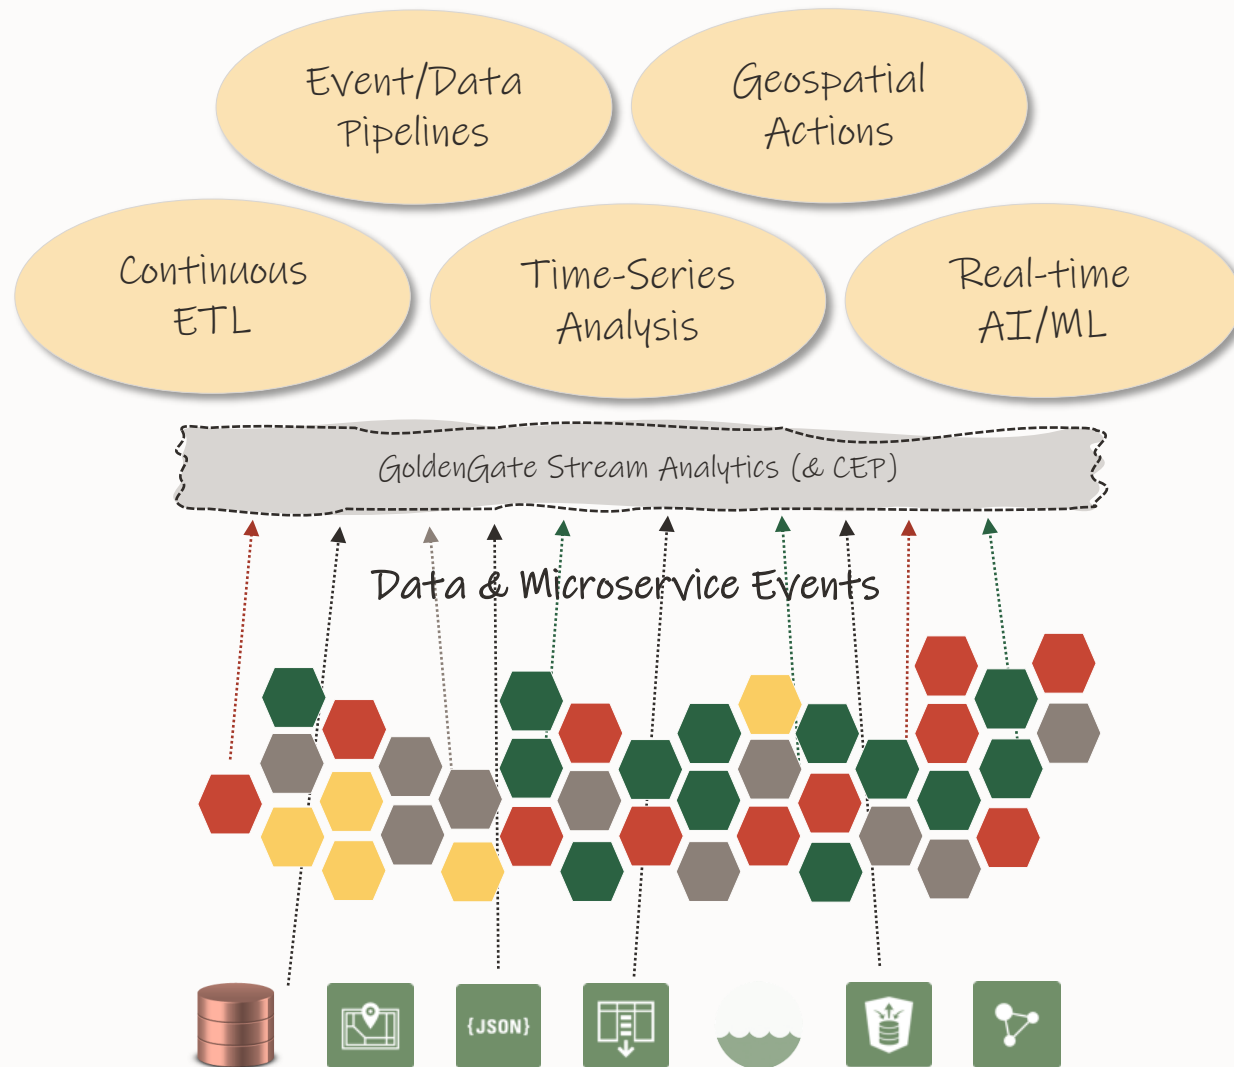 Event/Data
Pipelines
Geospatial
Actions
Continuous
ETL
Time-Series
Analysis
Real-time
AI/ML
GoldenGate Stream Analytics (& CEP)
Data & Microservice Events
{JSON}